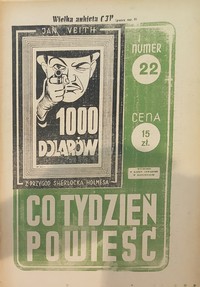 Wielka ankieta CTP
JAN VEITH
NUMER
22
1000
DOLARÓW
CENA
15
zł.
Z PRZYGÓD SHERLOCKA HOLMESA
CO TYDZIEŃ
POWIEŚĆ